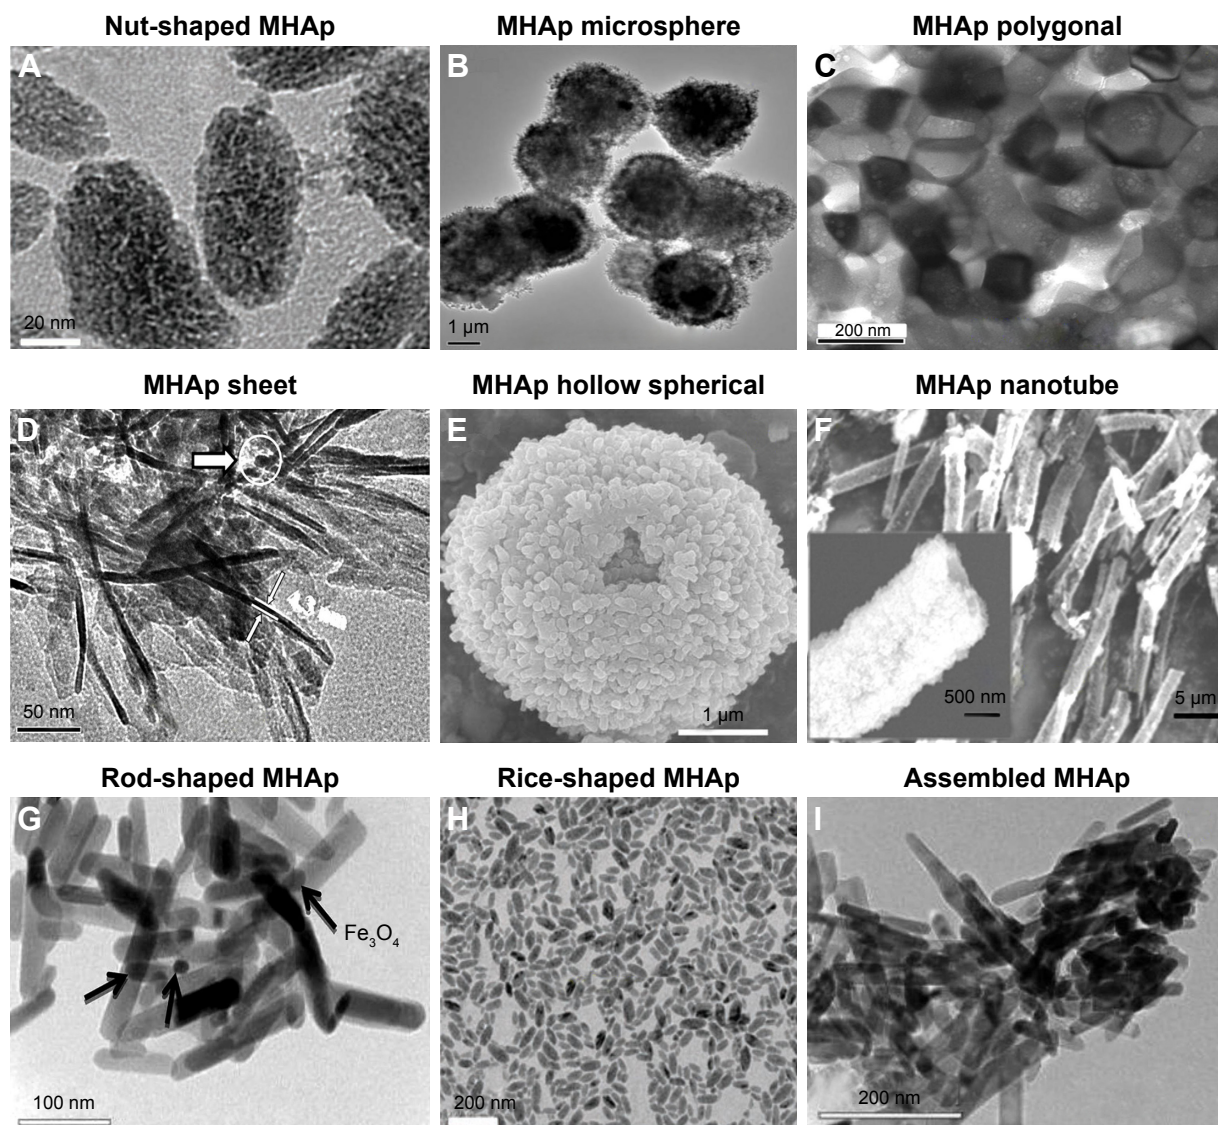 Nut-shaped MHAp
MHAp microsphere
MHAp polygonal
A
B
C
20 nm
1 µm
200 nm
MHAp sheet
MHAp hollow spherical
MHAp nanotube
D
E
F
50 nm
1 µm
500 nm
5 µm
Rod-shaped MHAp
Rice-shaped MHAp
Assembled MHAp
G
H
I
Fe₃O₄
100 nm
200 nm
200 nm